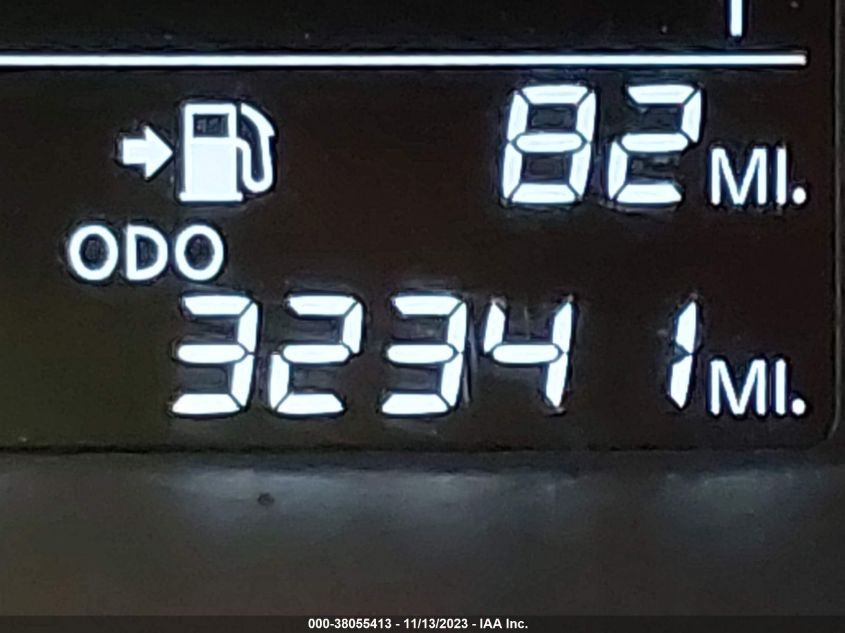 82 MI.
ODO
32341 MI.
000-38055413 - 11/13/2023 - IAA Inc.